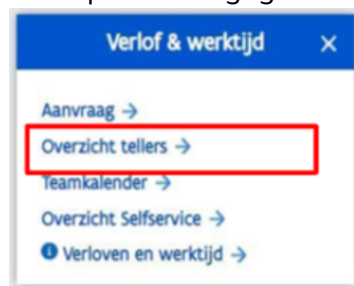 Verlof & werktijd ×
Aanvraag →
Overzicht tellers →
Teamkalender →
Overzicht Selfservice →
Verloven en werktijd →